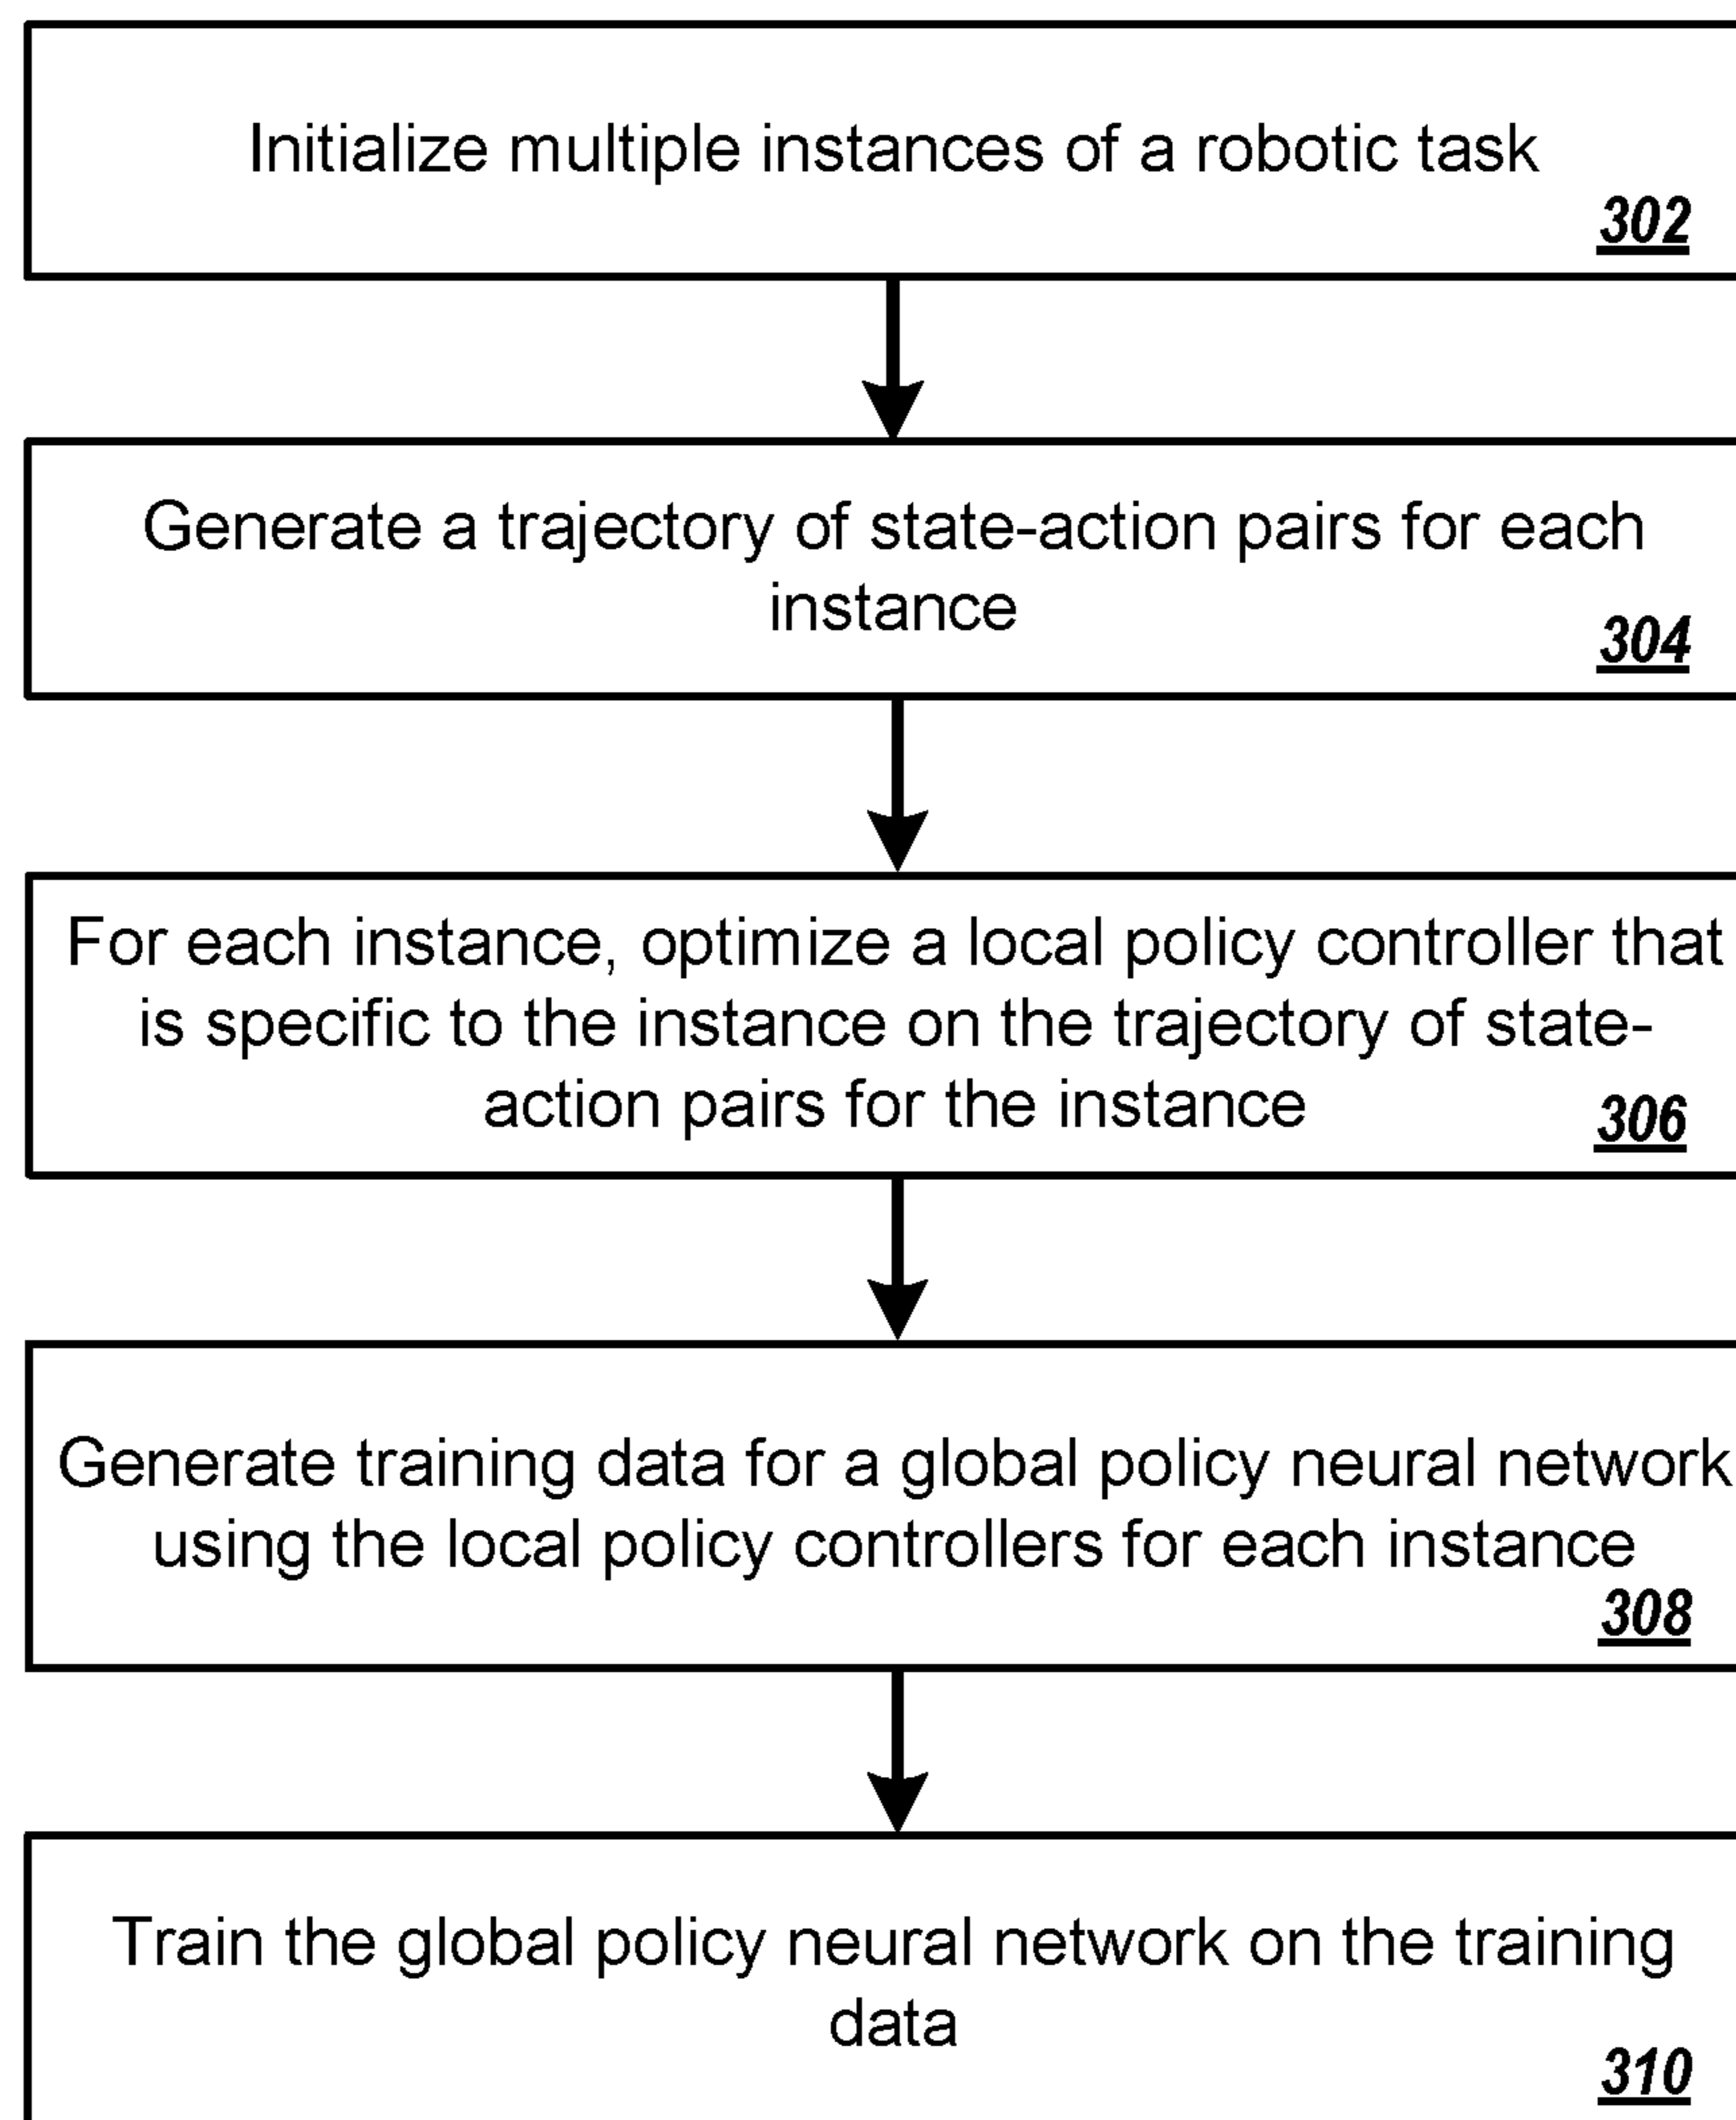 Initialize multiple instances of a robotic task
302
Generate a trajectory of state-action pairs for each
instance
304
For each instance, optimize a local policy controller that
is specific to the instance on the trajectory of state-
action pairs for the instance
306
Generate training data for a global policy neural network
using the local policy controllers for each instance
308
Train the global policy neural network on the training
data
310